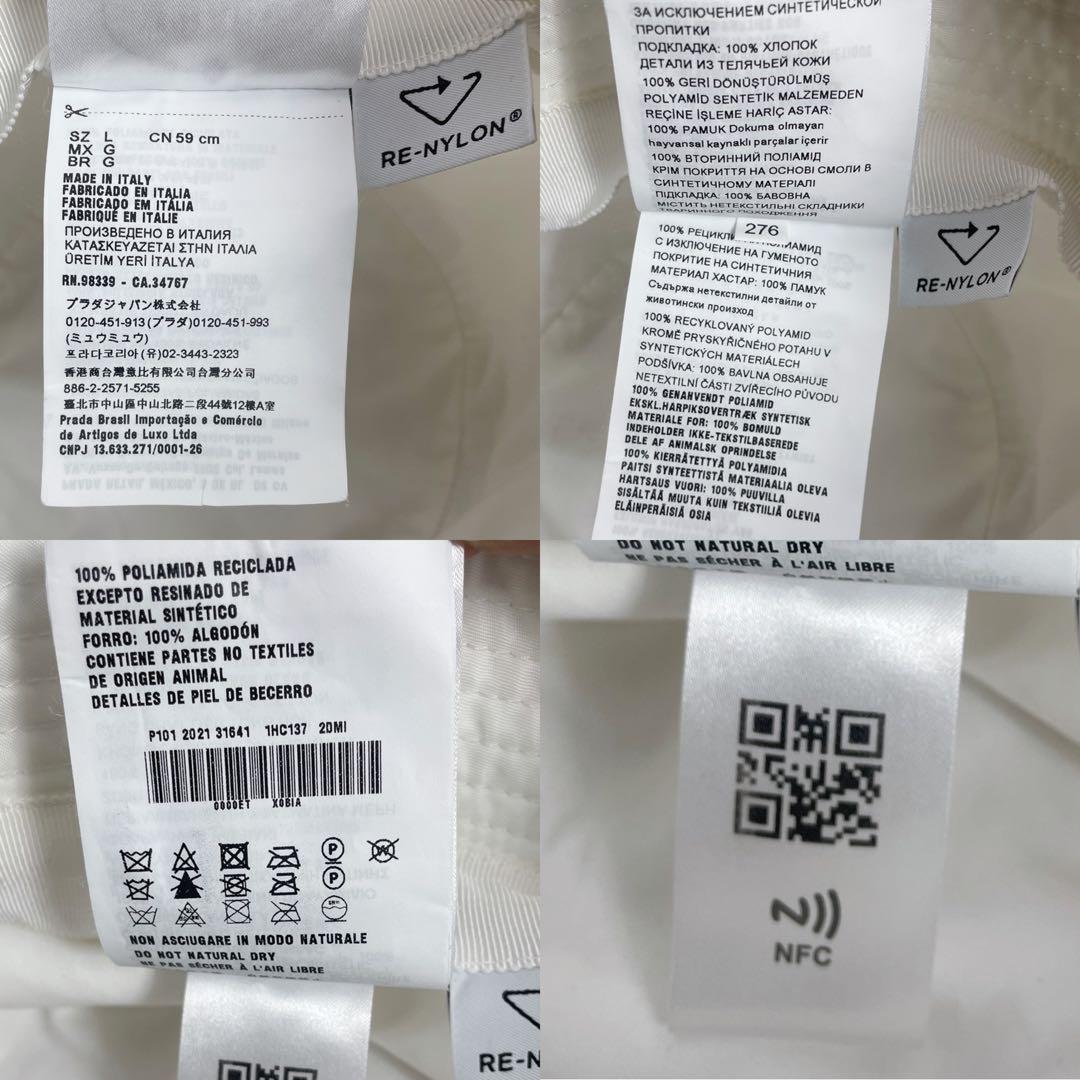 SZ L CN 59 cm
MX G
BR G
MADE IN ITALY
FABRICADO EN ITALIA
FABRICADO EM ITÁLIA
FABRIQUÉ EN ITALIE
ПРОИЗВЕДЕНО В ИТАЛИЯ
ΚΑΤΑΣΚΕΥΑΖΕΤΑΙ ΣΤΗΝ ΙΤΑΛΙΑ
ÜRETİM YERİ İTALYA
RN.98339 - CA.34767
プラダジャパン株式会社
0120-451-913(プラダ)0120-451-993
(ミュウミュウ)
프라다코리아(유)02-3443-2323
香港商台灣意比有限公司台灣分公司
886-2-2571-5255
臺北市中山區中山北路二段44號12樓A室
Prada Brasil Importação e Comércio
de Artigos de Luxo Ltda
CNPJ 13.633.271/0001-26
RE-NYLON®
ЗА ИСКЛЮЧЕНИЕМ СИНТЕТИЧЕСКОЙ
ПРОПИТКИ
ПОДКЛАДКА: 100% ХЛОПОК
ДЕТАЛИ ИЗ ТЕЛЯЧЬЕЙ КОЖИ
100% GERİ DÖNÜŞTÜRÜLMÜŞ
POLYAMİD SENTETİK MALZEMEDEN
REÇİNE İŞLEME HARİÇ ASTAR:
100% PAMUK Dokuma olmayan
hayvansal kaynaklı parçalar içerir
100% ВТОРИННИЙ ПОЛІАМІД
КРІМ ПОКРИТТЯ НА ОСНОВІ СМОЛИ В
СИНТЕТИЧНОМУ МАТЕРІАЛІ
ПІДКЛАДКА: 100% БАВОВНА
МІСТИТЬ НЕТЕКСТИЛЬНІ СКЛАДНИКИ
ТВАРИННОГО ПОХОДЖЕННЯ
276
100% ПОЛИАМИД
С ИЗКЛЮЧЕНИЕ НА ГУМЕНОТО
ПОКРИТИЕ НА СИНТЕТИЧНИЯ
МАТЕРИАЛ ХАСТАР: 100% ПАМУК
Съдържа нетекстилни детайли от
животински произход
100% RECYKLOVANÝ POLYAMID
KROMĚ PRYSKYŘIČNÉHO POTAHU V
SYNTETICKÝCH MATERIÁLECH
PODŠÍVKA: 100% BAVLNA OBSAHUJE
NETEXTILNÍ ČÁSTI ZVÍŘECÍHO PŮVODU
100% GENANVENDT POLIAMID
EKSKL.HARPIKSOVERTRÆK SYNTETISK
MATERIALE FOR: 100% BOMULD
INDEHOLDER IKKE-TEKSTILBASEREDE
DELE AF ANIMALSK OPRINDELSE
100% KIERRÄTETTYÄ POLYAMIDIA
PAITSI SYNTEETTISTÄ MATERIAALIA OLEVA
HARTSAUS VUORI: 100% PUUVILLA
SISÄLTÄÄ MUUTA KUIN TEKSTIILIÄ OLEVIA
ELÄINPERÄISIÄ OSIA
RE-NYLON®
100% POLIAMIDA RECICLADA
EXCEPTO RESINADO DE
MATERIAL SINTÉTICO
FORRO: 100% ALGODÓN
CONTIENE PARTES NO TEXTILES
DE ORIGEN ANIMAL
DETALLES DE PIEL DE BECERRO
P101 2021 31641 1HC137 2DMI
0000ET X0BIA
P
P
NON ASCIUGARE IN MODO NATURALE
DO NOT NATURAL DRY
NE PAS SÉCHER À L'AIR LIBRE
RE-N
DO NOT NATURAL DRY
NE PAS SÉCHER À L'AIR LIBRE
NFC